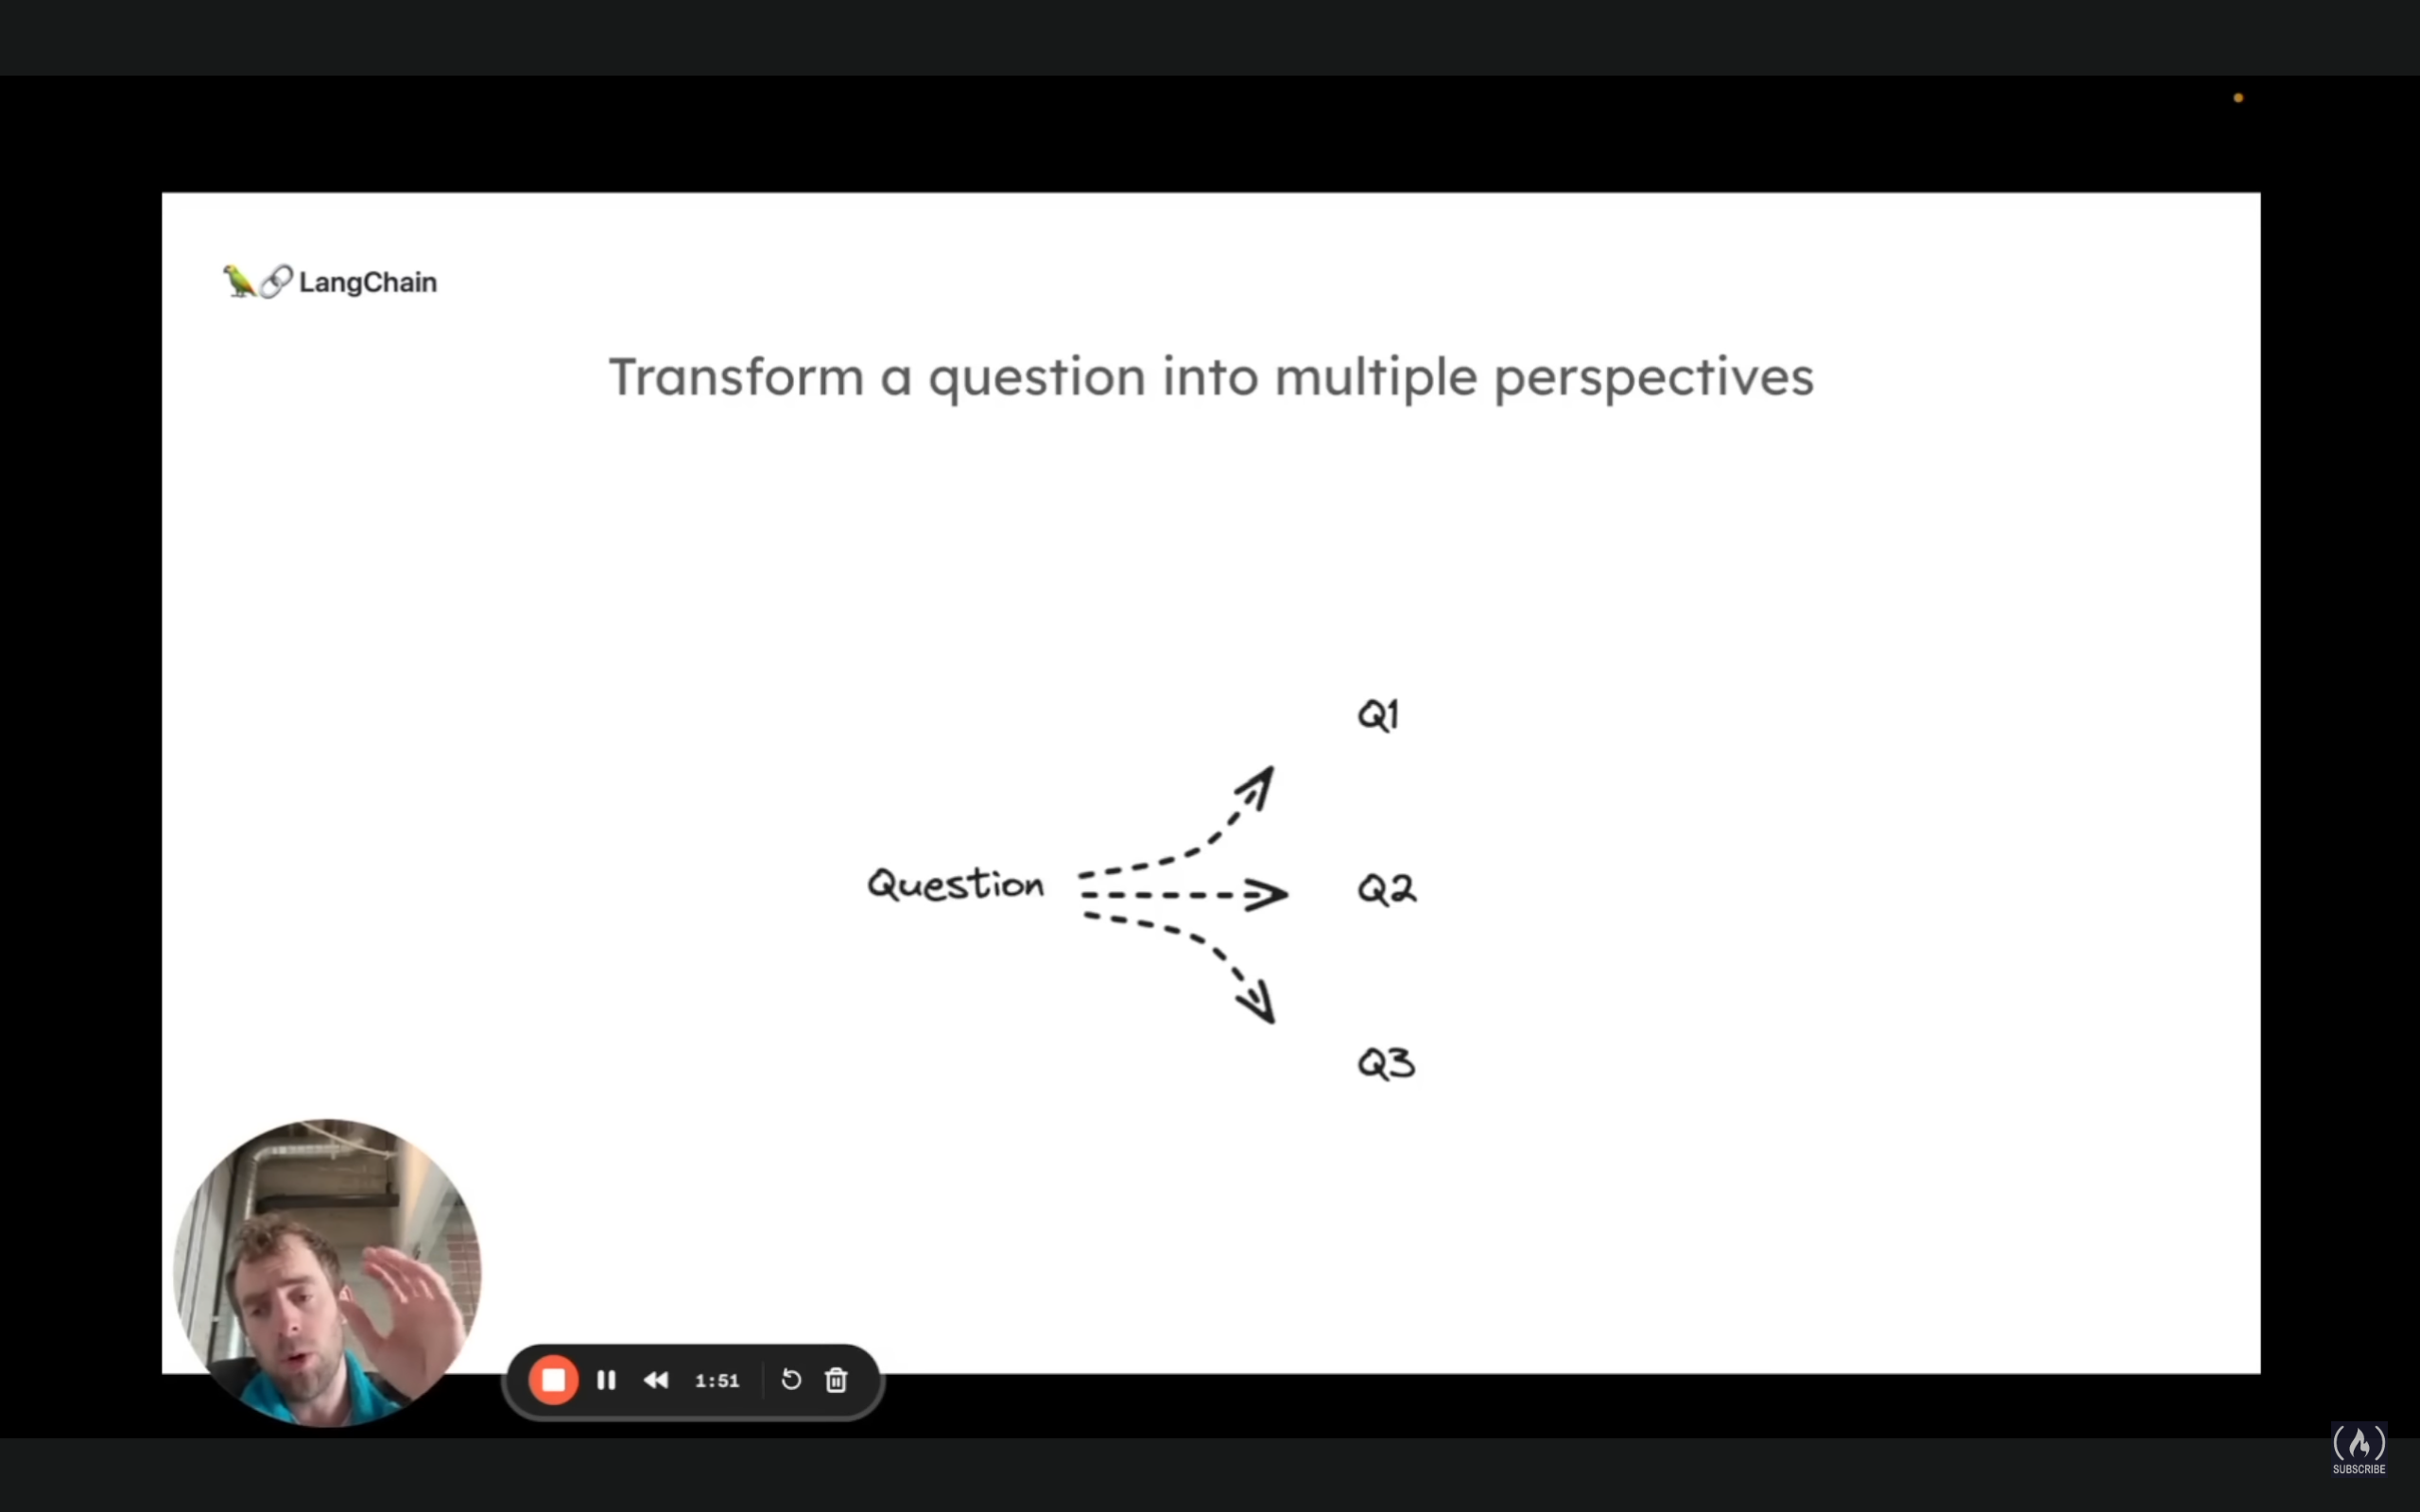 LangChain
Transform a question into multiple perspectives
Q1
Question
Q2
Q3
1:51
SUBSCRIBE